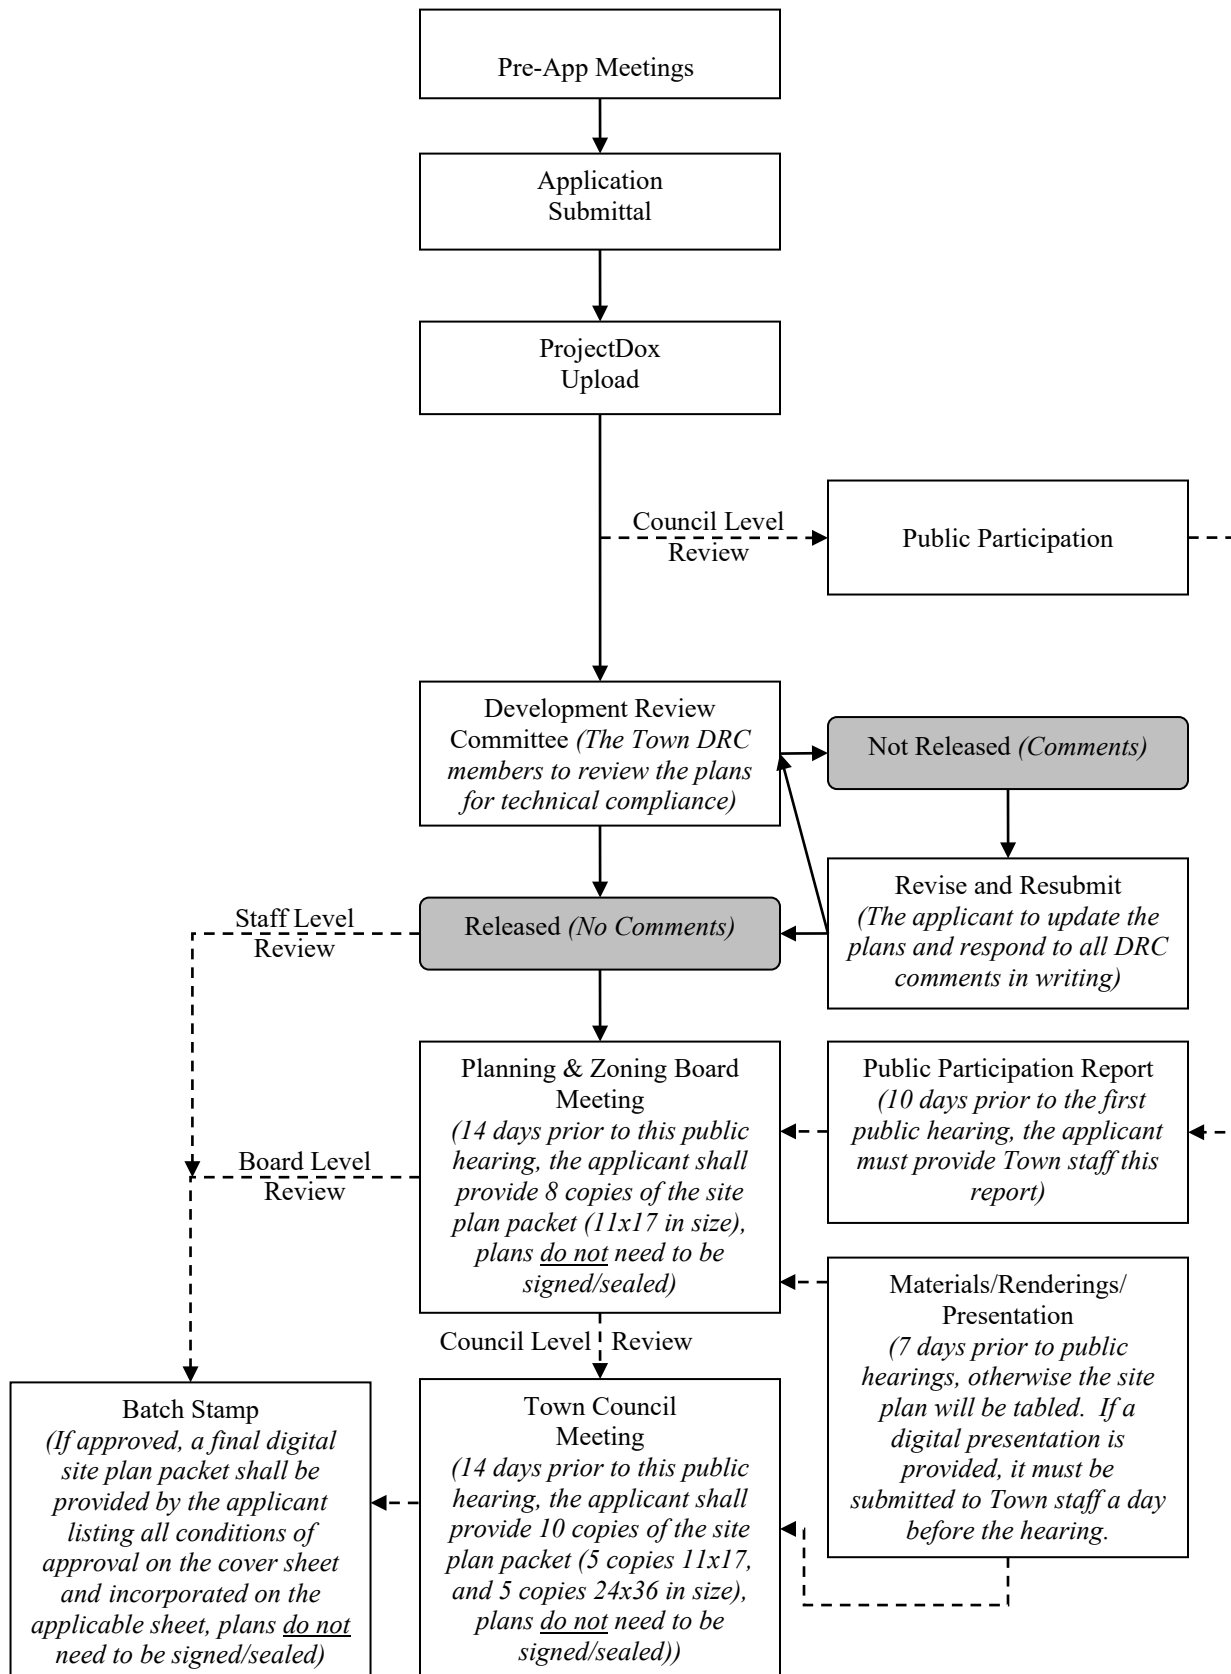 Pre-App Meetings
Application
Submittal
ProjectDox
Upload
Council Level
Review
Public Participation
Development Review
Committee (The Town DRC
members to review the plans
for technical compliance)
Not Released (Comments)
Revise and Resubmit
(The applicant to update the
plans and respond to all DRC
comments in writing)
Staff Level
Review
Released (No Comments)
Planning & Zoning Board
Meeting
(14 days prior to this public
hearing, the applicant shall
provide 8 copies of the site
plan packet (11x17 in size),
plans do not need to be
signed/sealed)
Public Participation Report
(10 days prior to the first
public hearing, the applicant
must provide Town staff this
report)
Board Level
Review
Materials/Renderings/
Presentation
(7 days prior to public
hearings, otherwise the site
plan will be tabled.  If a
digital presentation is
provided, it must be
submitted to Town staff a day
before the hearing.
Council Level Review
Town Council
Meeting
(14 days prior to this public
hearing, the applicant shall
provide 10 copies of the site
plan packet (5 copies 11x17,
and 5 copies 24x36 in size),
plans do not need to be
signed/sealed))
Batch Stamp
(If approved, a final digital
site plan packet shall be
provided by the applicant
listing all conditions of
approval on the cover sheet
and incorporated on the
applicable sheet, plans do not
need to be signed/sealed)